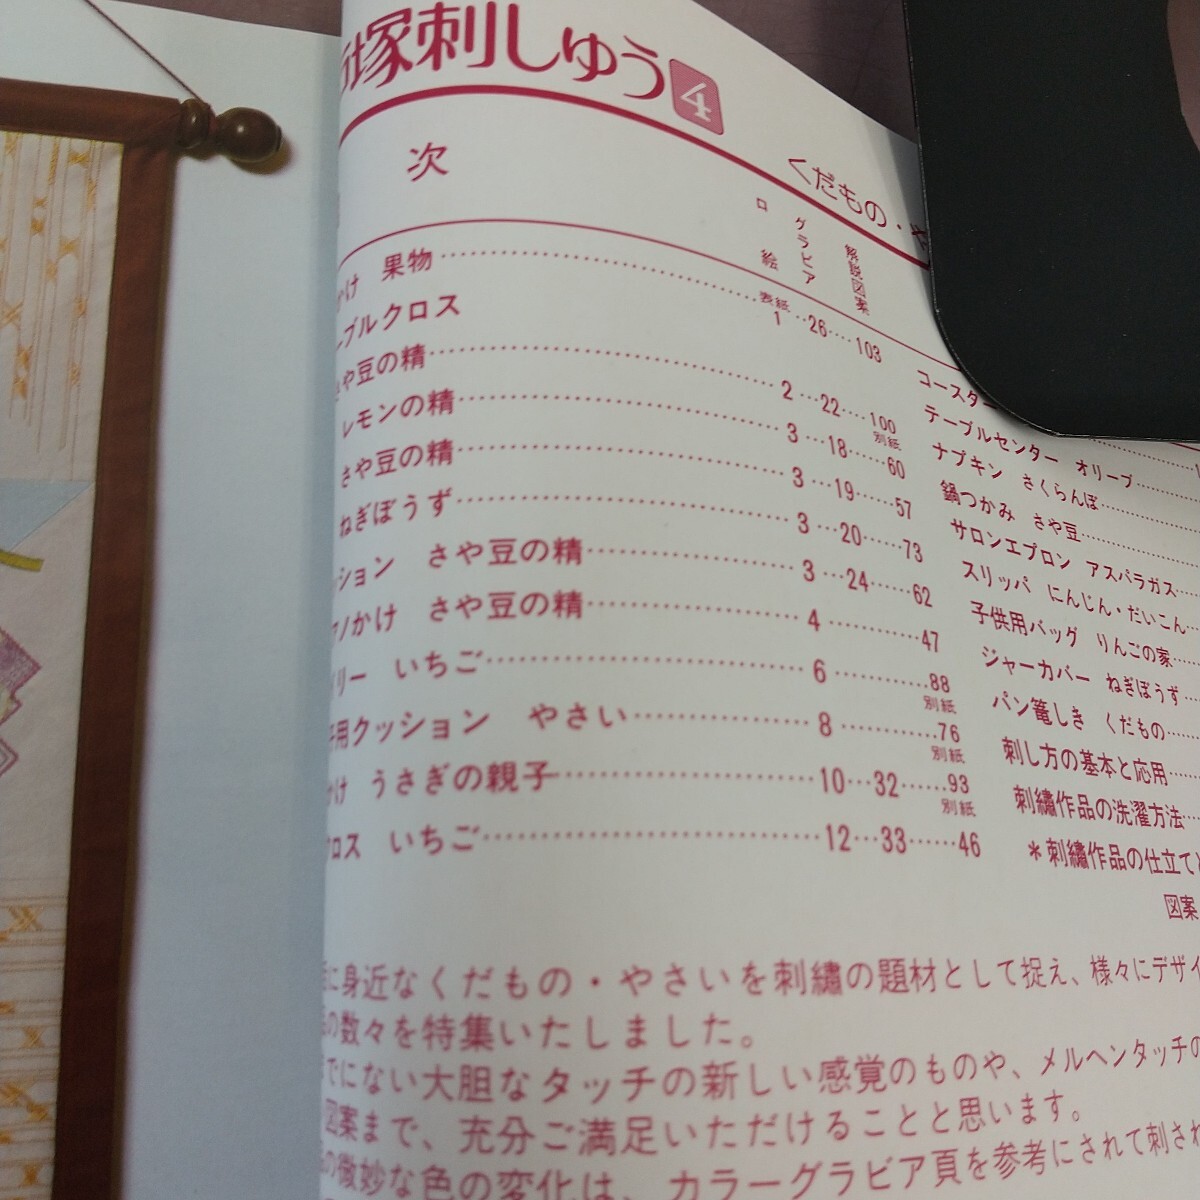 塚刺しゅう 4
次
くだもの・
口絵
グラビア
解説図案
け 果物 表紙 1 26 103
ブルクロス
や豆の精 2 22 100 別紙
レモンの精 3 18 60
さや豆の精 3 19 57
ねぎぼうず 3 20 73
ション さや豆の精 3 24 62
ノかけ さや豆の精 4 47
リー いちご 6 88 別紙
用クッション やさい 8 76 別紙
け うさぎの親子 10 32 93 別紙
ロス いちご 12 33 46
コースター
テーブルセンター オリーブ
ナプキン さくらんぼ
鍋つかみ さや豆
サロンエプロン アスパラガス
スリッパ にんじん・だいこん
子供用バッグ りんごの家
ジャーカバー ねぎぼうず
パン篭しき くだもの
刺し方の基本と応用
刺繡作品の洗濯方法
*刺繡作品の仕立て
図案
に身近なくだもの・やさいを刺繡の題材として捉え、様々にデザイ
の数々を特集いたしました。
でにない大胆なタッチの新しい感覚のものや、メルヘンタッチの
図案まで、充分ご満足いただけることと思います。
の微妙な色の変化は、カラーグラビア頁を参考にされて刺され